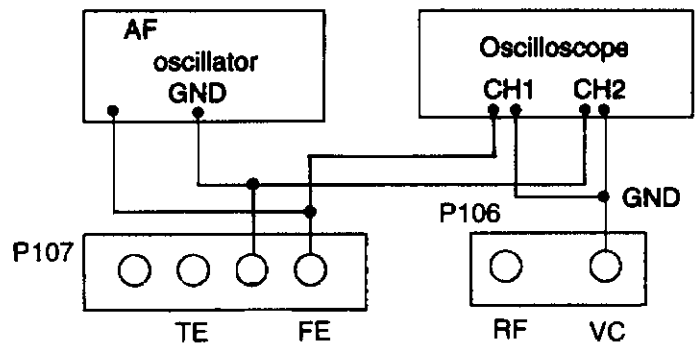 AF
oscillator
GND
Oscilloscope
CH1 CH2
GND
P106
P107
TE FE
RF VC